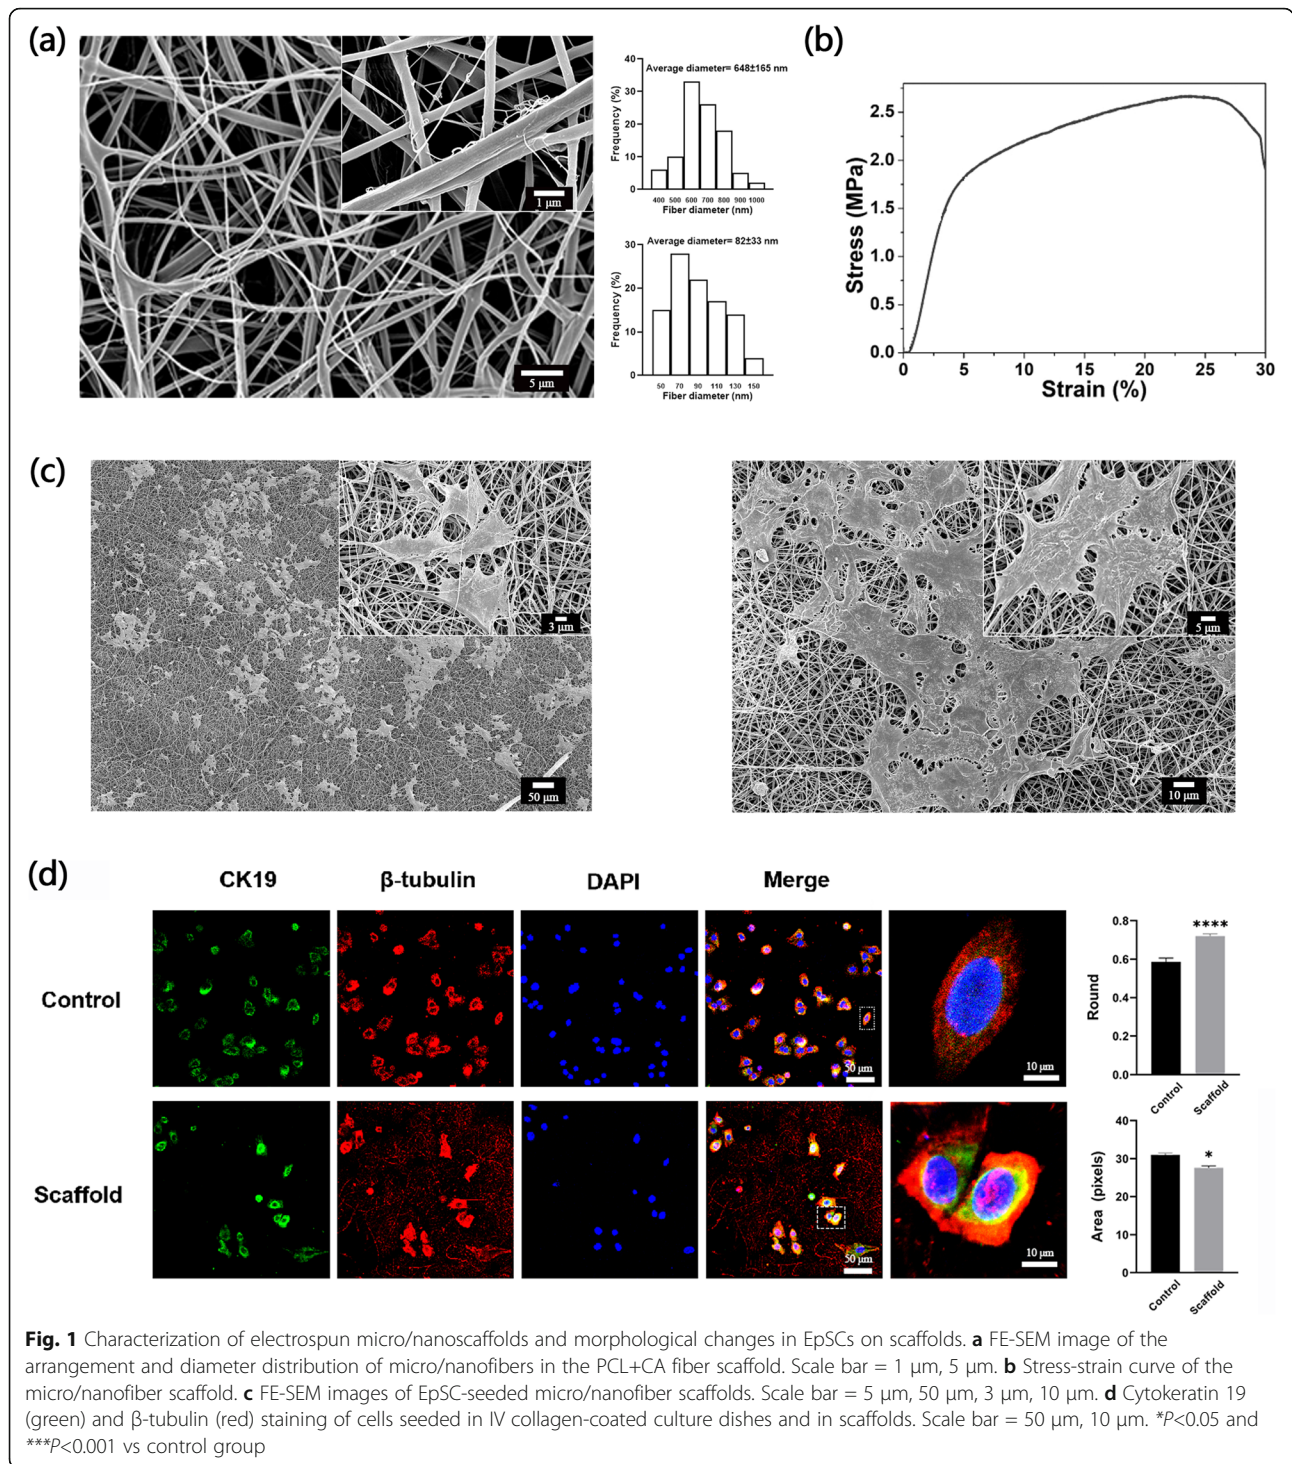 (a)
1 µm
5 µm
Average diameter= 648±165 nm
Frequency (%)
40
30
20
10
0
400 500 600 700 800 900 1000
Fiber diameter (nm)
Average diameter= 82±33 nm
Frequency (%)
30
20
10
0
50 70 90 110 130 150
Fiber diameter (nm)
(b)
Stress (MPa)
2.5
2.0
1.5
1.0
0.5
0.0
0 5 10 15 20 25 30
Strain (%)
(c)
3 µm
50 µm
5 µm
10 µm
(d)
CK19 β-tubulin DAPI Merge
Control
50 µm
10 µm
Round
0.8
0.6
0.4
0.2
0.0
****
Control Scaffold
Scaffold
50 µm
10 µm
Area (pixels)
40
30
20
10
0
*
Control Scaffold
Fig. 1 Characterization of electrospun micro/nanoscaffolds and morphological changes in EpSCs on scaffolds. a FE-SEM image of the
arrangement and diameter distribution of micro/nanofibers in the PCL+CA fiber scaffold. Scale bar = 1 µm, 5 µm. b Stress-strain curve of the
micro/nanofiber scaffold. c FE-SEM images of EpSC-seeded micro/nanofiber scaffolds. Scale bar = 5 µm, 50 µm, 3 µm, 10 µm. d Cytokeratin 19
(green) and β-tubulin (red) staining of cells seeded in IV collagen-coated culture dishes and in scaffolds. Scale bar = 50 µm, 10 µm. *P<0.05 and
***P<0.001 vs control group